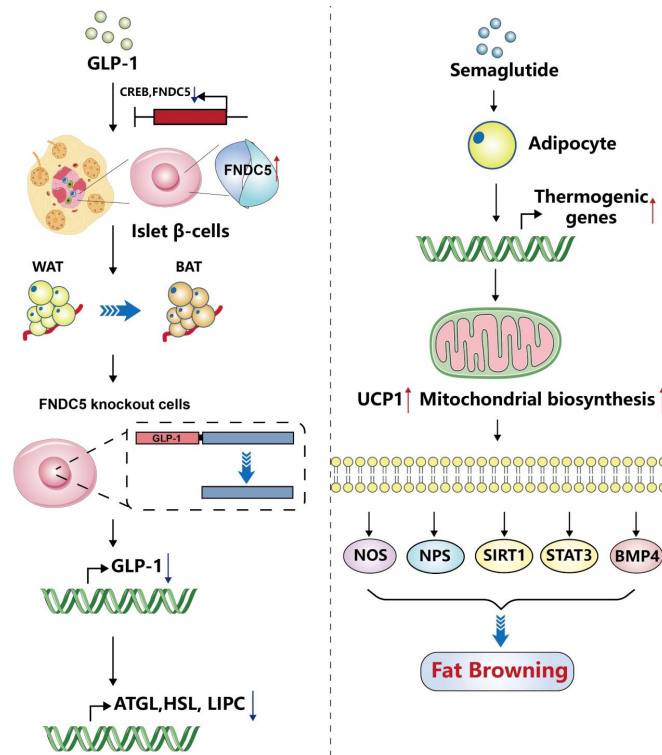 GLP-1
CREB,FNDC5
FNDC5
Islet β-cells
WAT
BAT
FNDC5 knockout cells
GLP-1
GLP-1
ATGL,HSL, LIPC
Semaglutide
Adipocyte
Thermogenic
genes
UCP1 Mitochondrial biosynthesis
NOS
NPS
SIRT1
STAT3
BMP4
Fat Browning